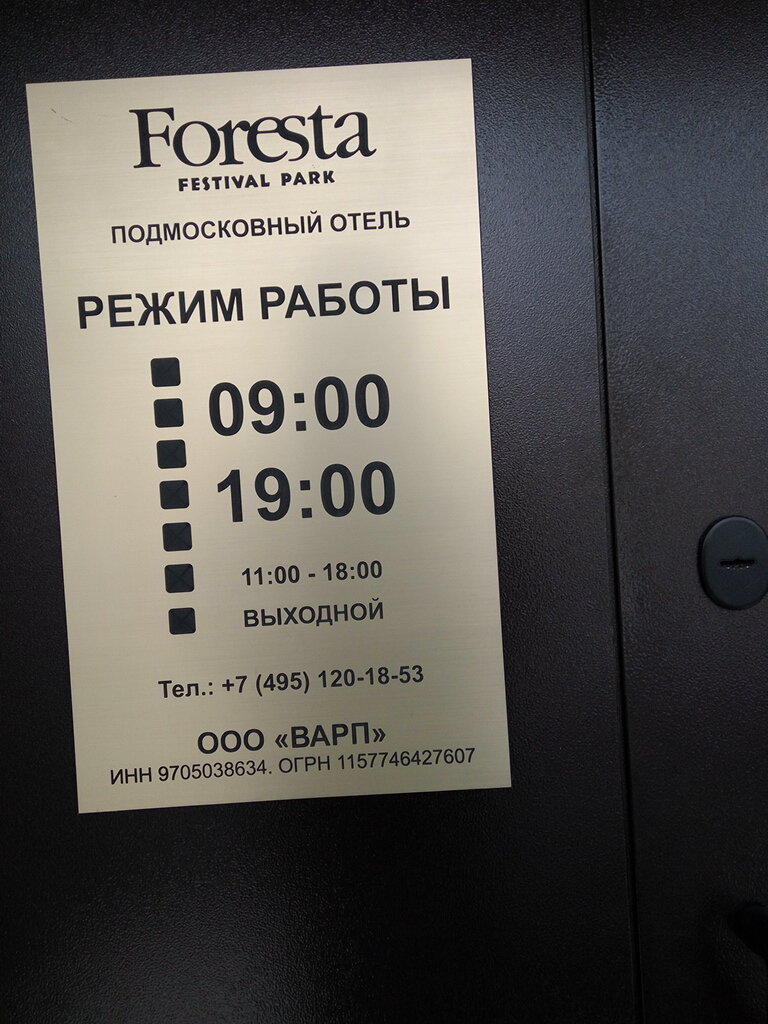 Foresta
FESTIVAL PARK
ПОДМОСКОВНЫЙ ОТЕЛЬ
РЕЖИМ РАБОТЫ
09:00
19:00
11:00 - 18:00
ВЫХОДНОЙ
Тел.: +7 (495) 120-18-53
ООО «ВАРП»
ИНН 9705038634. ОГРН 1157746427607